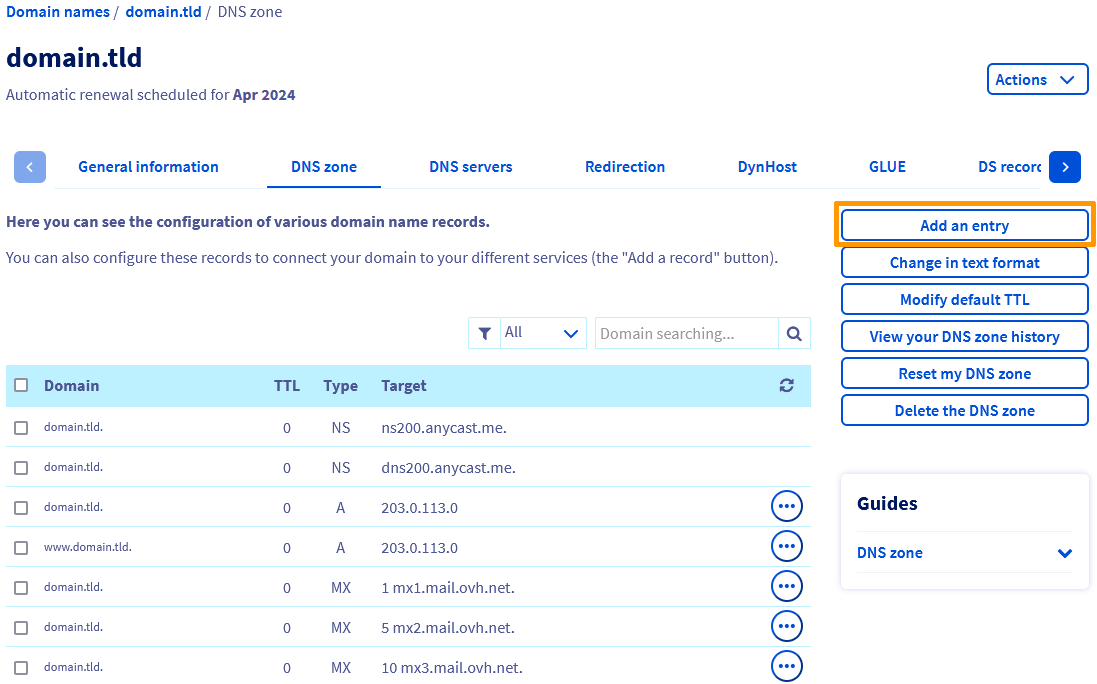 Domain names / domain.tld / DNS zone
domain.tld
Actions
Automatic renewal scheduled for Apr 2024
General information DNS zone DNS servers Redirection DynHost GLUE DS record
Here you can see the configuration of various domain name records.
You can also configure these records to connect your domain to your different services (the "Add a record" button).
Add an entry
Change in text format
Modify default TTL
View your DNS zone history
Reset my DNS zone
Delete the DNS zone
All Domain searching...
Domain TTL Type Target
domain.tld. 0 NS ns200.anycast.me.
domain.tld. 0 NS dns200.anycast.me.
domain.tld. 0 A 203.0.113.0
www.domain.tld. 0 A 203.0.113.0
domain.tld. 0 MX 1 mx1.mail.ovh.net.
domain.tld. 0 MX 5 mx2.mail.ovh.net.
domain.tld. 0 MX 10 mx3.mail.ovh.net.
Guides
DNS zone